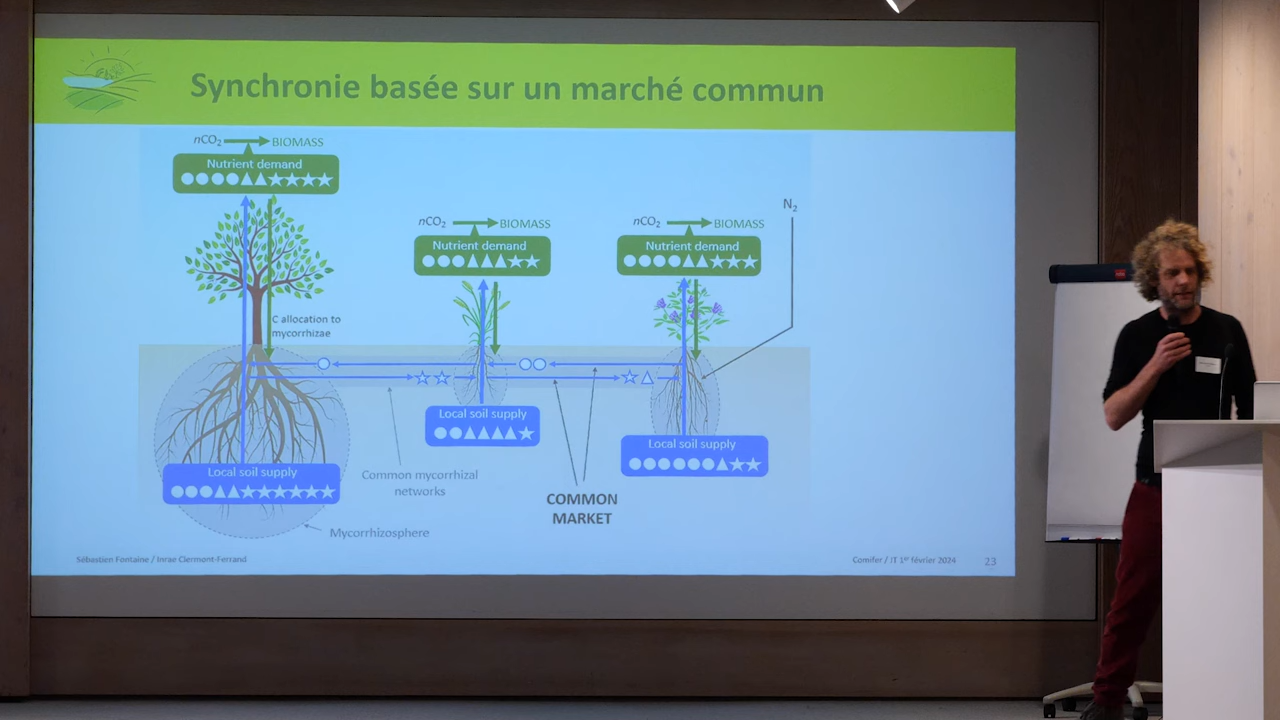 Synchronie basée sur un marché commun
nCO2 BIOMASS
Nutrient demand
nCO2 BIOMASS
Nutrient demand
nCO2 BIOMASS
Nutrient demand
N2
C allocation to
mycorrhizae
Local soil supply
Local soil supply
Local soil supply
Common mycorrhizal
networks
COMMON
MARKET
Mycorrhizosphere
Sébastien Fontaine / Inrae Clermont-Ferrand
Comifer / IT 1er février 2024
23